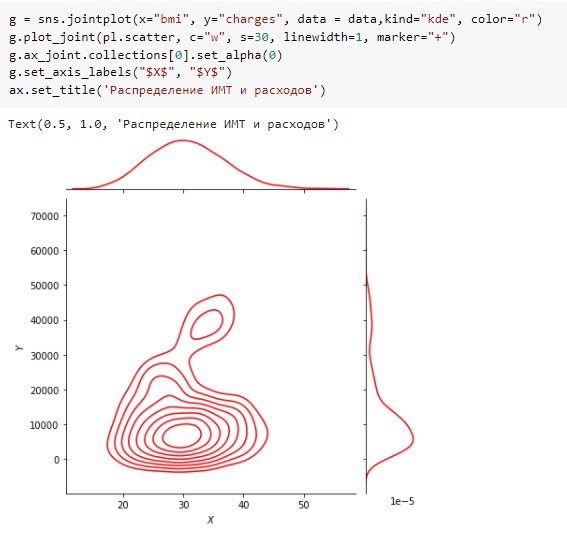 g = sns.jointplot(x="bmi", y="charges", data = data,kind="kde", color="r")
g.plot_joint(pl.scatter, c="w", s=30, linewidth=1, marker="+")
g.ax_joint.collections[0].set_alpha(0)
g.set_axis_labels("$X$", "$Y$")
ax.set_title('Распределение ИМТ и расходов')
Text(0.5, 1.0, 'Распределение ИМТ и расходов')
70000
60000
50000
40000
30000
20000
10000
0
Y
20
30
40
50
1e-5
X